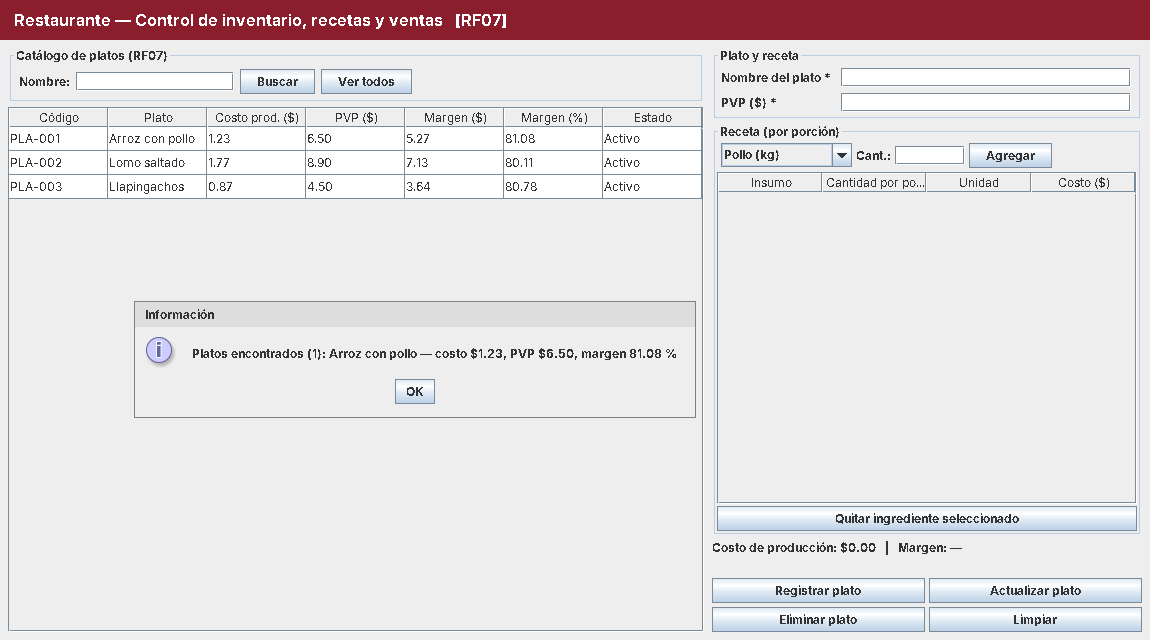 Restaurante — Control de inventario, recetas y ventas [RF07]
Catálogo de platos (RF07)
Nombre: Buscar Ver todos
Código Plato Costo prod. ($) PVP ($) Margen ($) Margen (%) Estado
PLA-001 Arroz con pollo 1.23 6.50 5.27 81.08 Activo
PLA-002 Lomo saltado 1.77 8.90 7.13 80.11 Activo
PLA-003 Llapingachos 0.87 4.50 3.64 80.78 Activo
Información
i
Platos encontrados (1): Arroz con pollo — costo $1.23, PVP $6.50, margen 81.08 %
OK
Plato y receta
Nombre del plato *
PVP ($) *
Receta (por porción)
Pollo (kg) Cant.: Agregar
Insumo Cantidad por po... Unidad Costo ($)
Quitar ingrediente seleccionado
Costo de producción: $0.00 | Margen: —
Registrar plato Actualizar plato
Eliminar plato Limpiar